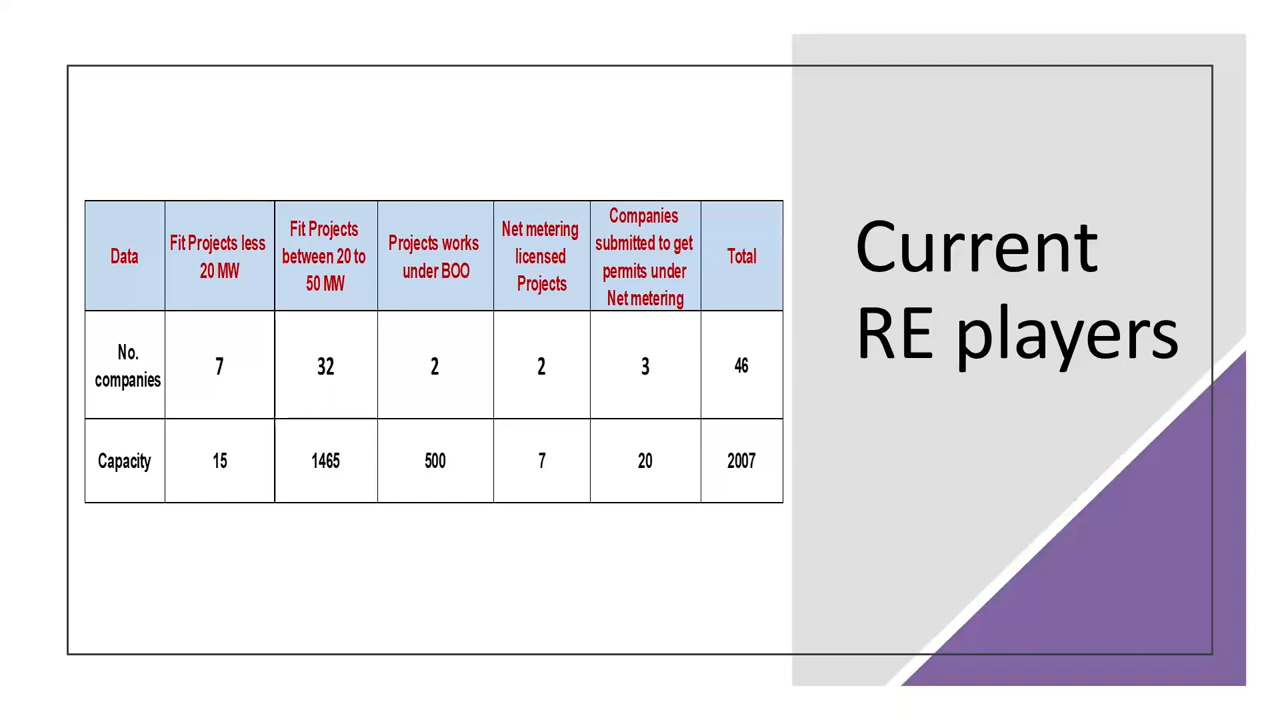 Data
Fit Projects less
20 MW
Fit Projects
between 20 to
50 MW
Projects works
under BOO
Net metering
licensed
Projects
Companies
submitted to get
permits under
Net metering
Total
No.
companies
7
32
2
2
3
46
Capacity
15
1465
500
7
20
2007
Current
RE players